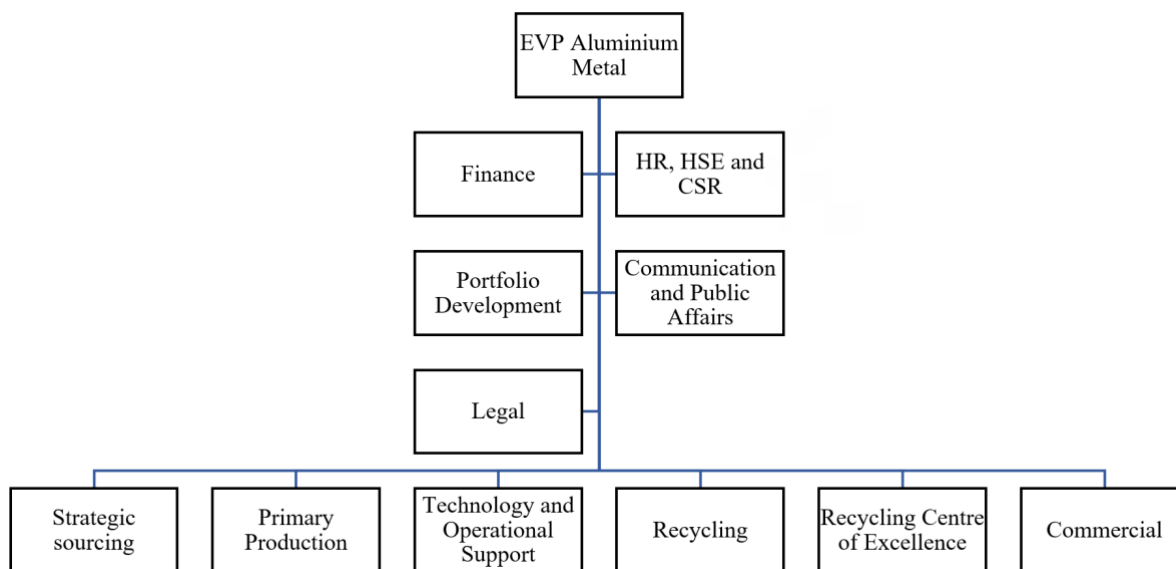 EVP Aluminium
Metal
Finance
HR, HSE and
CSR
Portfolio
Development
Communication
and Public
Affairs
Legal
Strategic
sourcing
Primary
Production
Technology and
Operational
Support
Recycling
Recycling Centre
of Excellence
Commercial